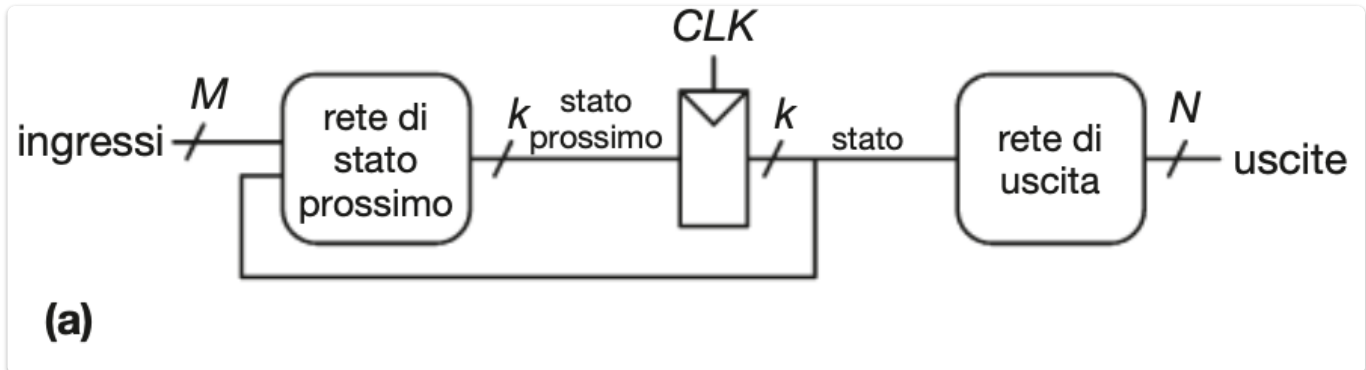 CLK
M
ingressi
rete di
stato
prossimo
k
stato
prossimo
k
stato
rete di
uscita
N
uscite
(a)